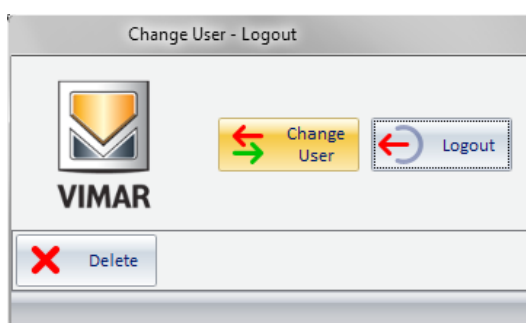 Change User - Logout
Change
User
Logout
VIMAR
Delete